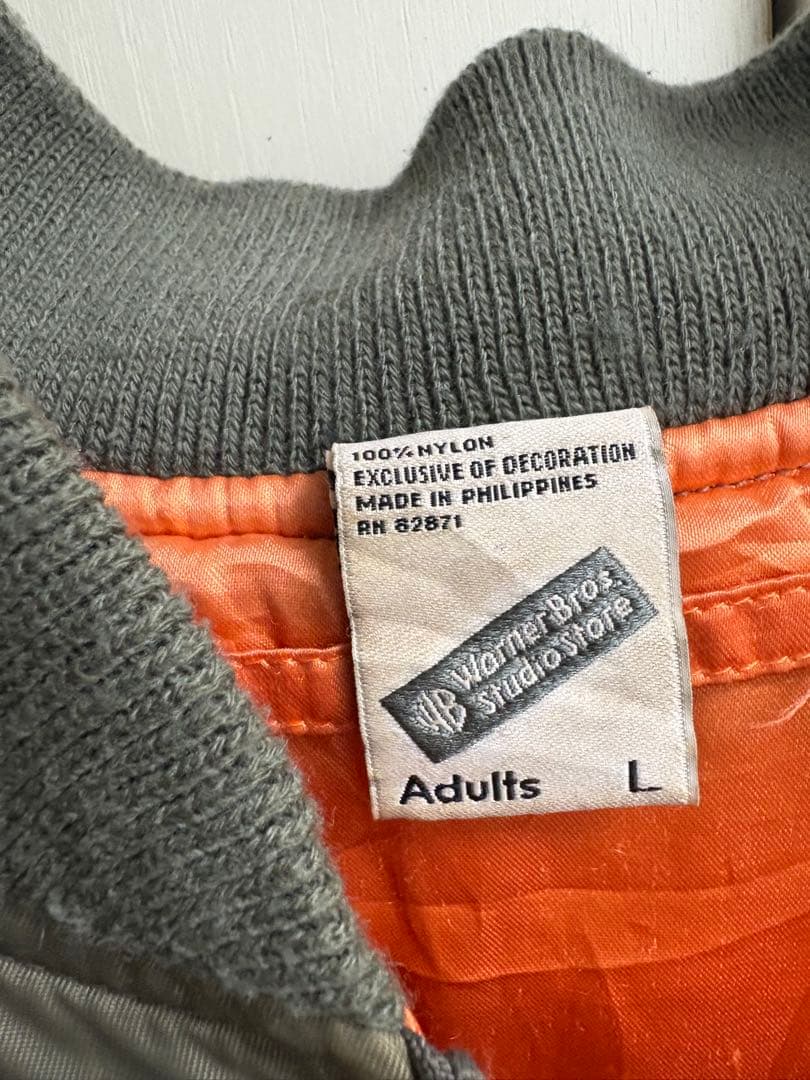 100% NYLON
EXCLUSIVE OF DECORATION
MADE IN PHILIPPINES
RN 62871
WB
Warner Bros.
Studio Store
Adults L